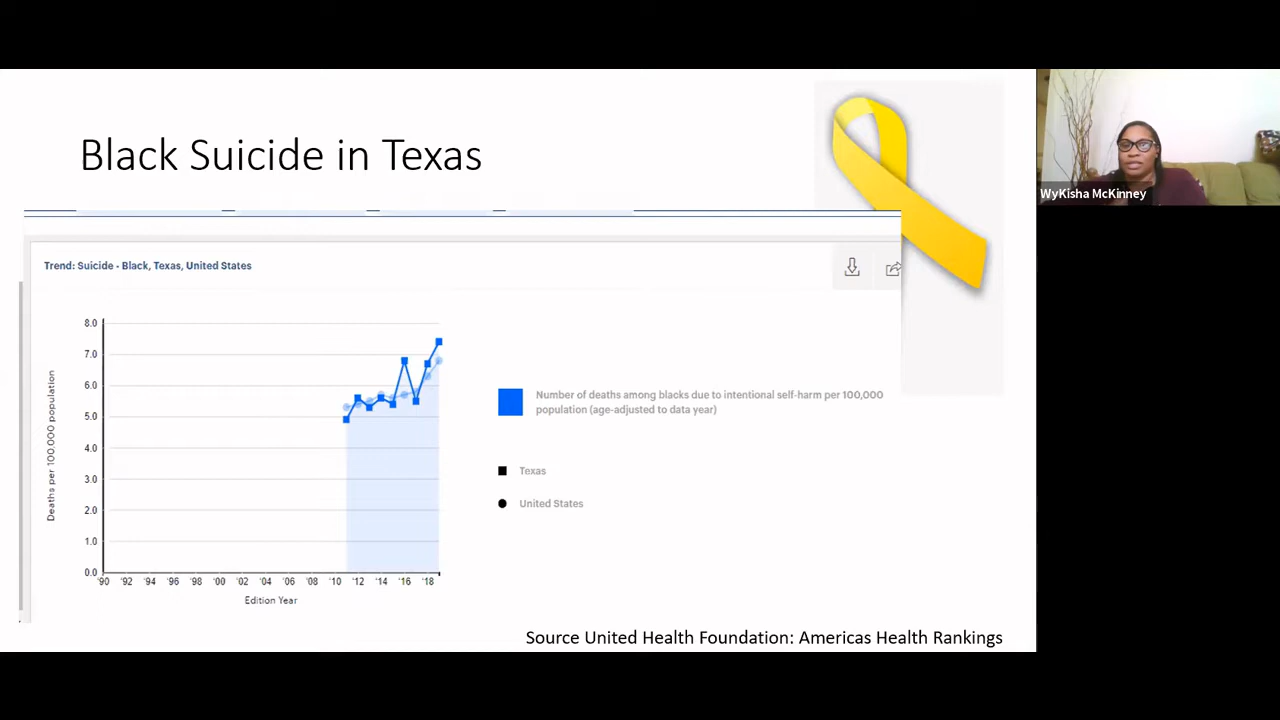 Black Suicide in Texas
WyKisha McKinney
Trend: Suicide - Black, Texas, United States
8.0
7.0
6.0
5.0
4.0
3.0
2.0
1.0
0.0
Deaths per 100,000 population
'90 '92 '94 '96 '98 '00 '02 '04 '06 '08 '10 '12 '14 '16 '18
Edition Year
Number of deaths among blacks due to intentional self-harm per 100,000
population (age-adjusted to data year)
Texas
United States
Source United Health Foundation: Americas Health Rankings